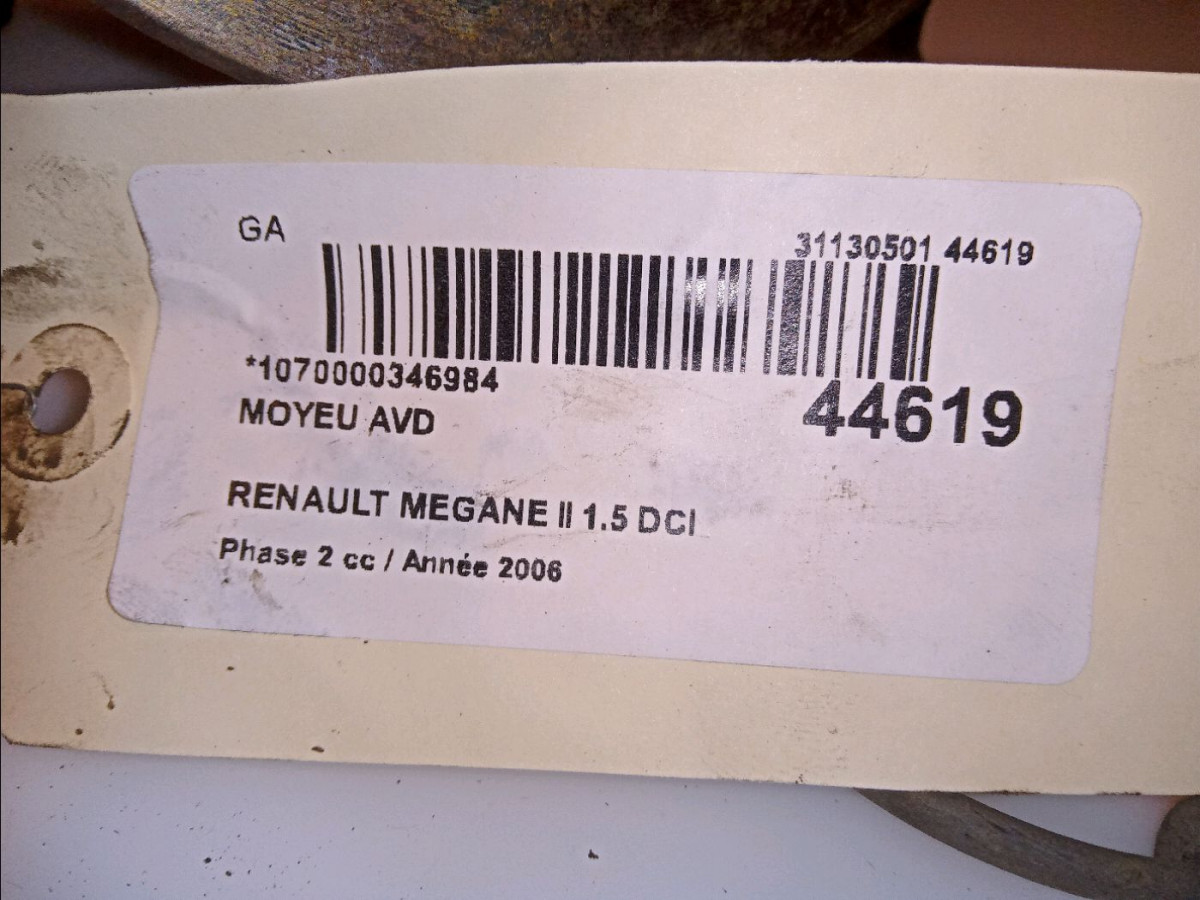 GA
31130501 44619
*1070000346984
44619
MOYEU AVD
RENAULT MEGANE II 1.5 DCI
Phase 2 cc / Année 2006